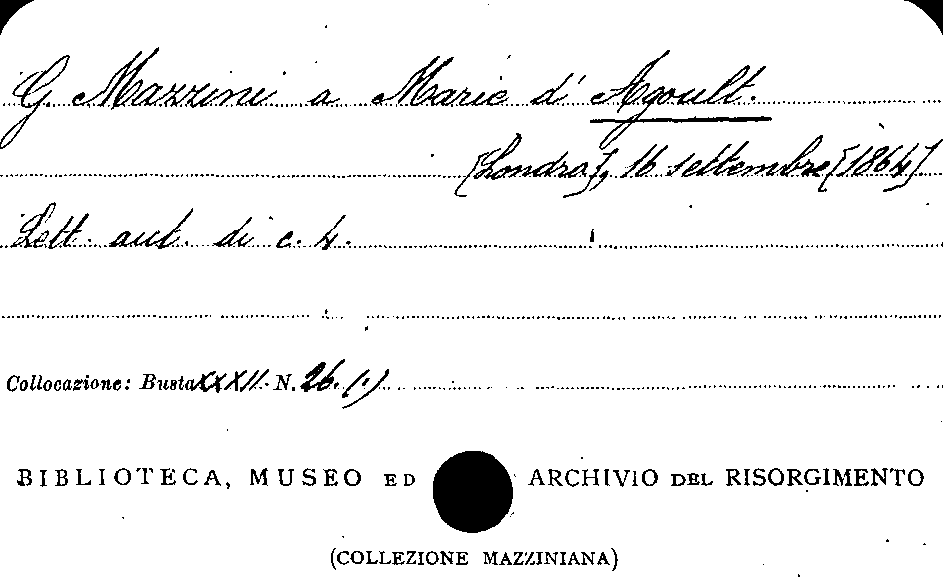 G. Mazzini a Marie d'Agoult.
[Londra], 16 settembre [1864]
Lett. aut. di c. 4.
Collocazione: Busta XXXII. N. 26. (.)
BIBLIOTECA, MUSEO ED ARCHIVIO DEL RISORGIMENTO
(COLLEZIONE MAZZINIANA)